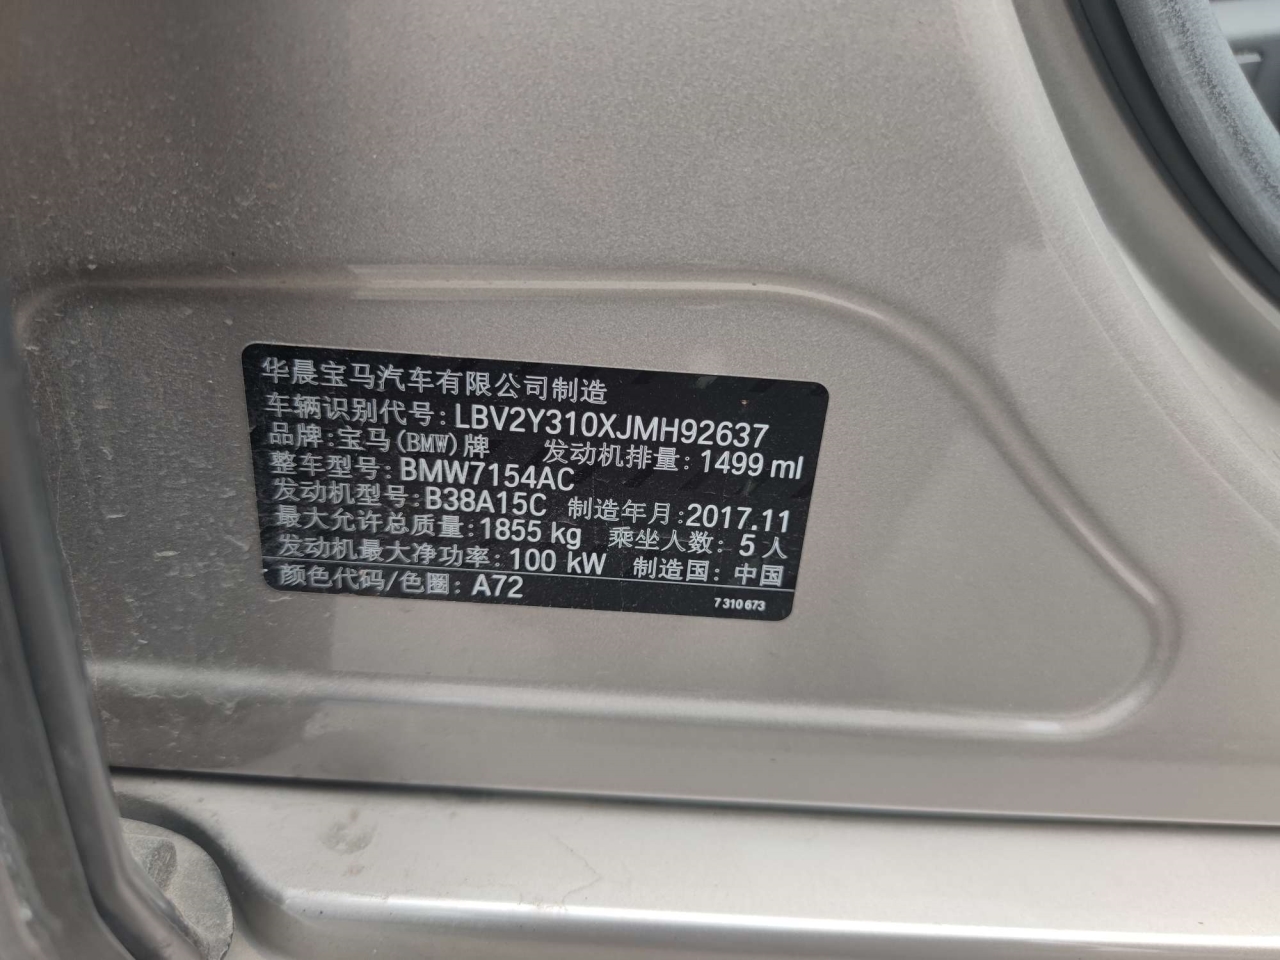 华晨宝马汽车有限公司制造
车辆识别代号: LBV2Y310XJMH92637
品牌: 宝马(BMW)牌 发动机排量: 1499 ml
整车型号: BMW7154AC
发动机型号: B38A15C 制造年月: 2017.11
最大允许总质量: 1855 kg 乘坐人数: 5 人
发动机最大净功率: 100 kW 制造国: 中国
颜色代码/色圈: A72
7 310 673